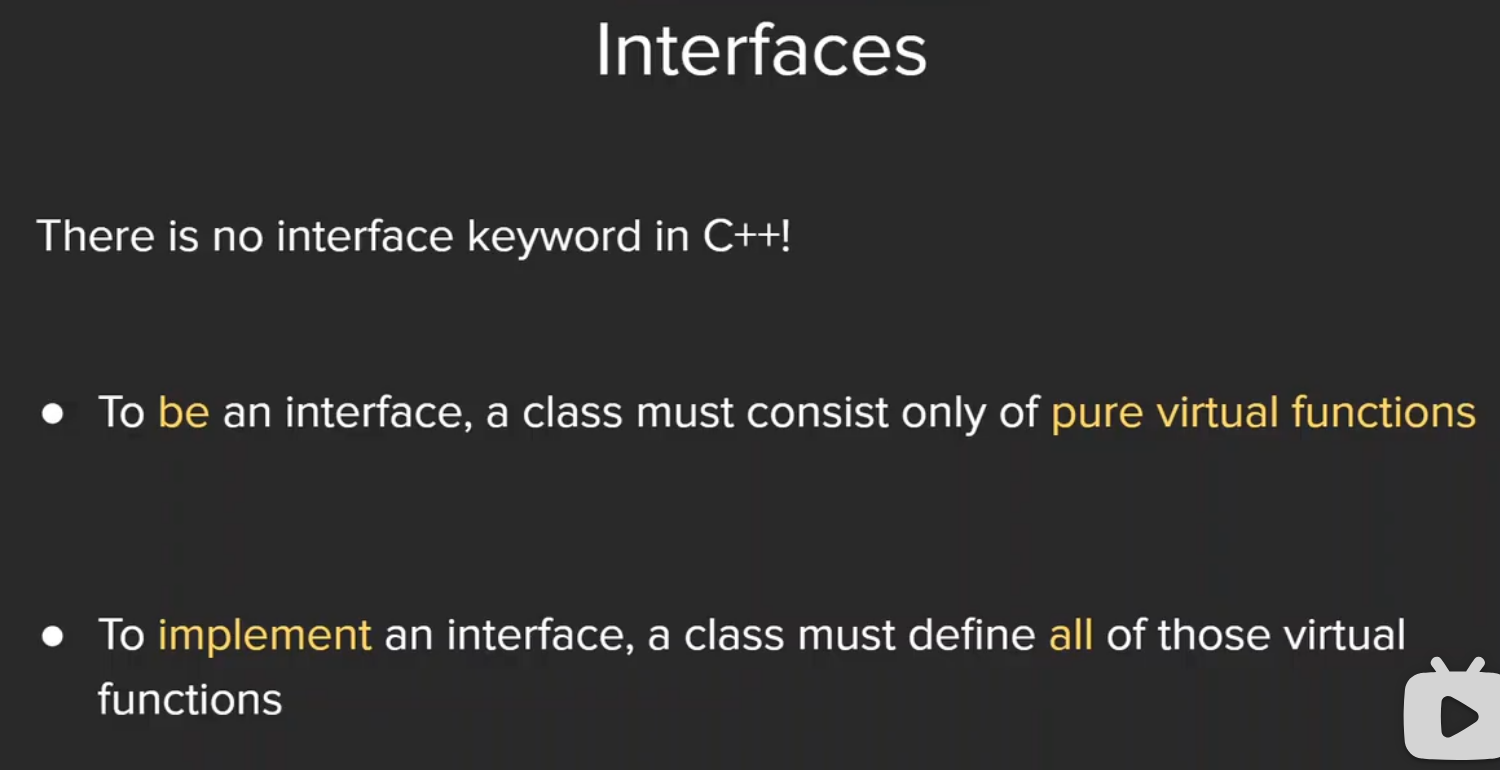 Interfaces
There is no interface keyword in C++!
● To be an interface, a class must consist only of pure virtual functions
● To implement an interface, a class must define all of those virtual
functions